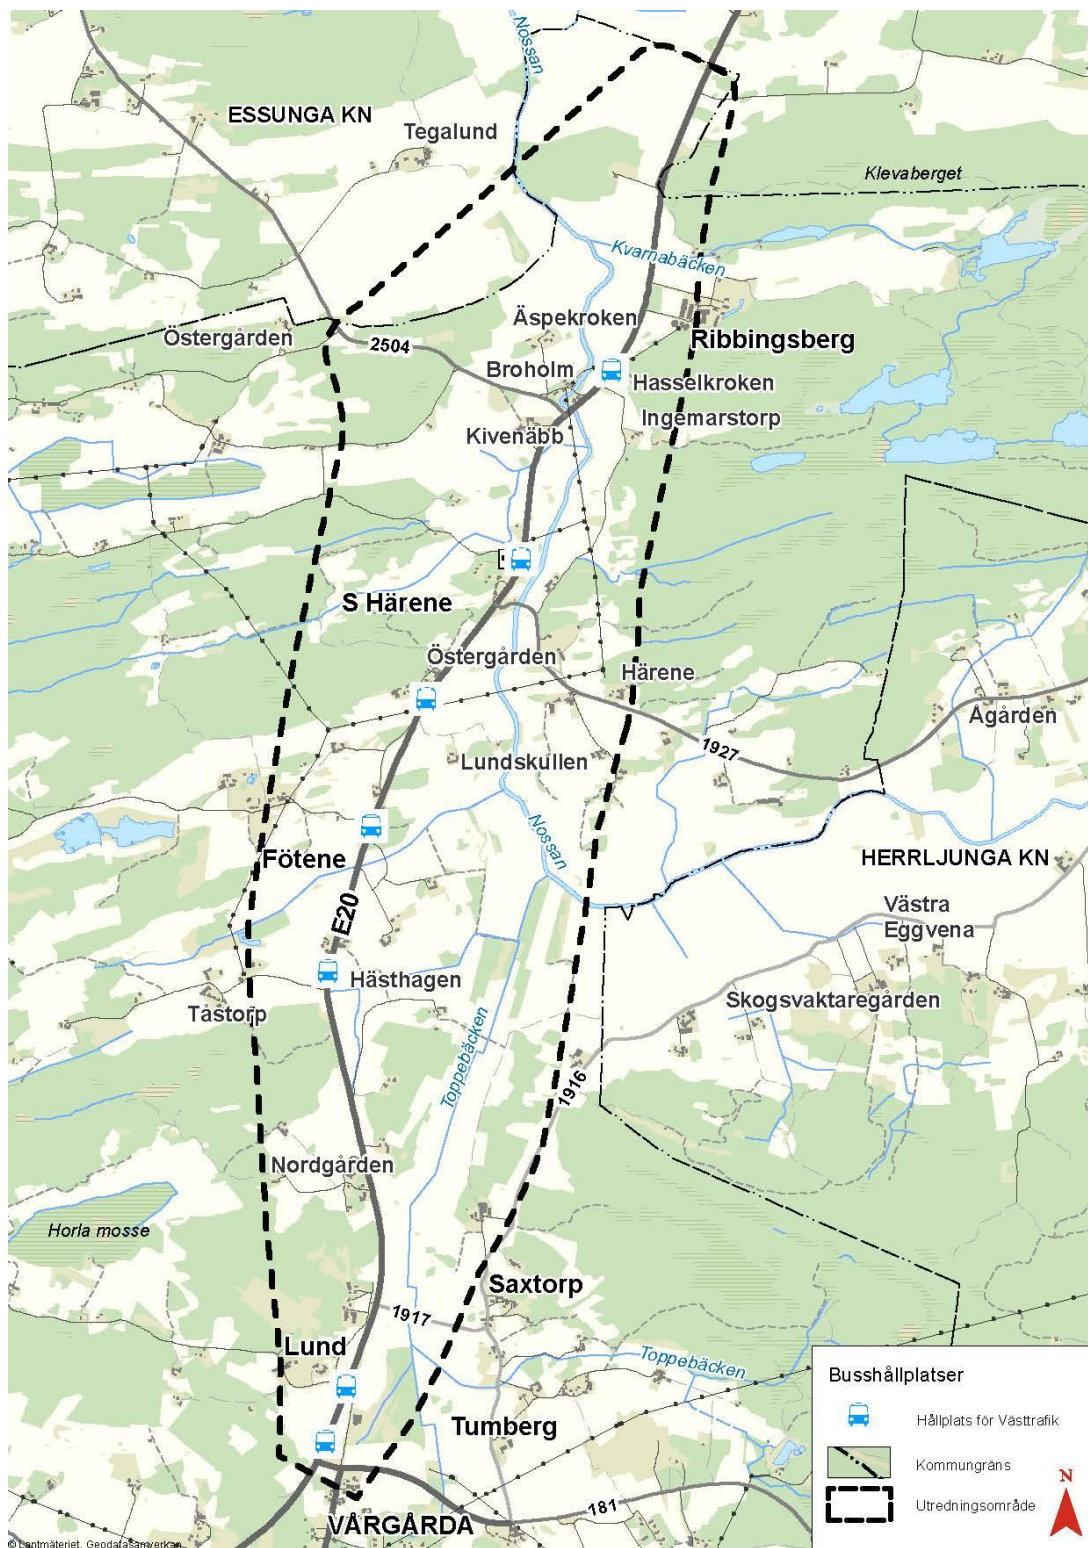 Nossan
ESSUNGA KN
Tegalund
Klevaberget
Kvarnabäcken
Äspekroken
Östergården
2504
Ribbingsberg
Broholm
Hasselkroken
Ingemarstorp
Kivenäbb
S Härene
Östergården
Härene
Ågården
1927
Lundskullen
Nossan
Fötene
HERRLJUNGA KN
E20
Västra
Eggvena
Hästhagen
Tåstorp
Skogsvaktaregården
Toppebäcken
1916
Nordgården
Horla mosse
Saxtorp
1917
Lund
Toppebäcken
Tumberg
181
VÅRGÅRDA
Busshållplatser
Hållplats för Västtrafik
Kommungräns
Utredningsområde
N
© Lantmäteriet, Geodatasamverkan